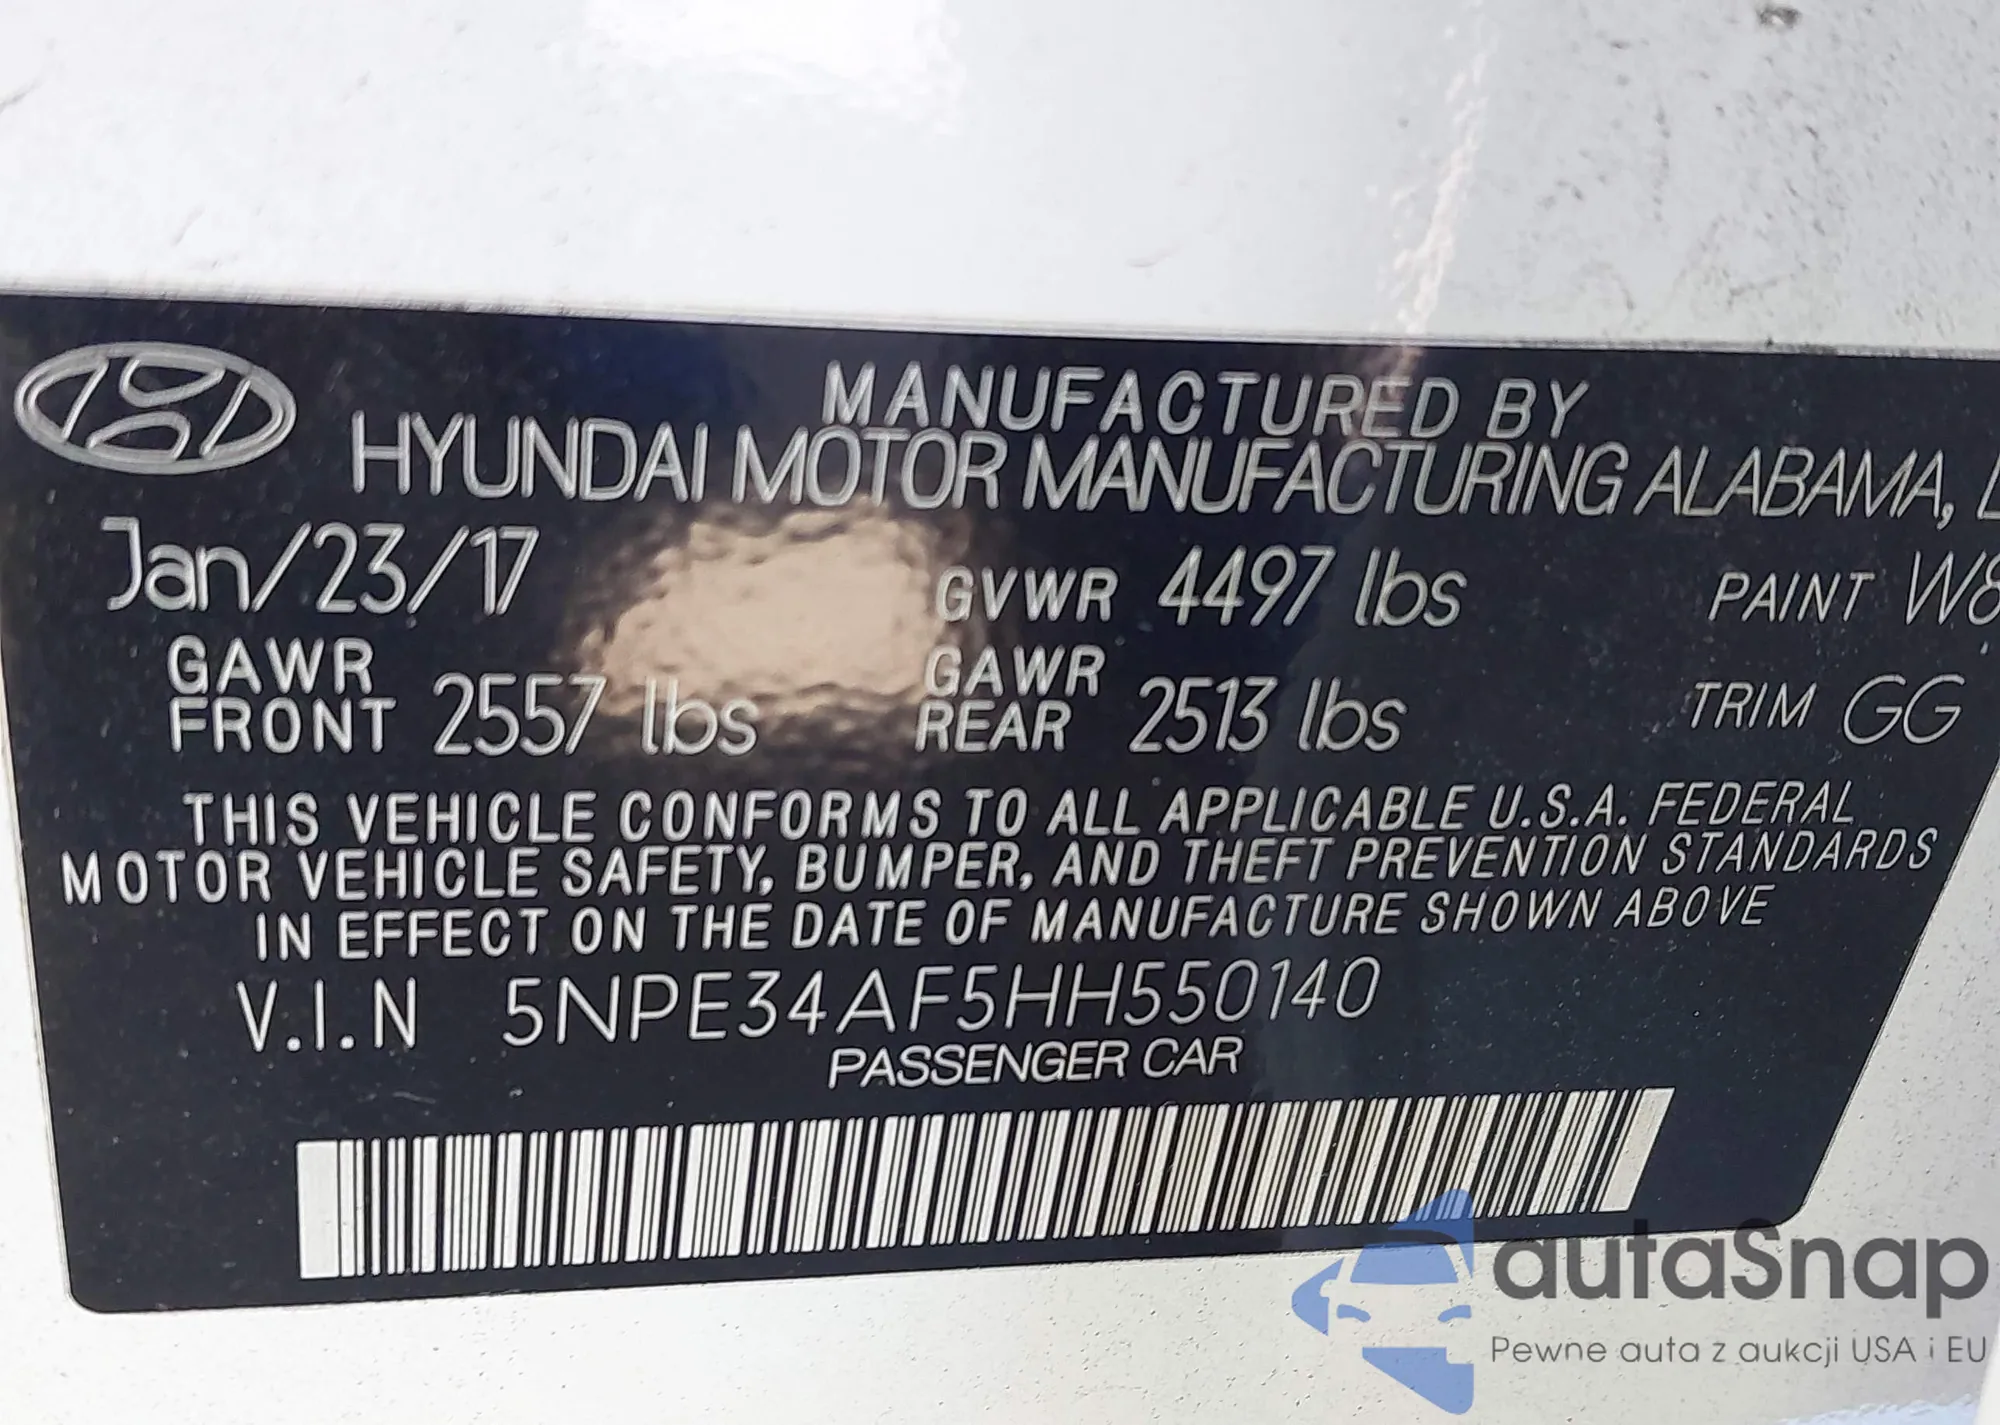 MANUFACTURED BY
HYUNDAI MOTOR MANUFACTURING ALABAMA,
Jan/23/17 GVWR 4497 lbs PAINT W8
GAWR FRONT 2557 lbs GAWR REAR 2513 lbs TRIM GG
THIS VEHICLE CONFORMS TO ALL APPLICABLE U.S.A. FEDERAL
MOTOR VEHICLE SAFETY, BUMPER, AND THEFT PREVENTION STANDARDS
IN EFFECT ON THE DATE OF MANUFACTURE SHOWN ABOVE
V.I.N 5NPE34AF5HH550140
PASSENGER CAR
autaSnap
Pewne auta z aukcji USA i EU